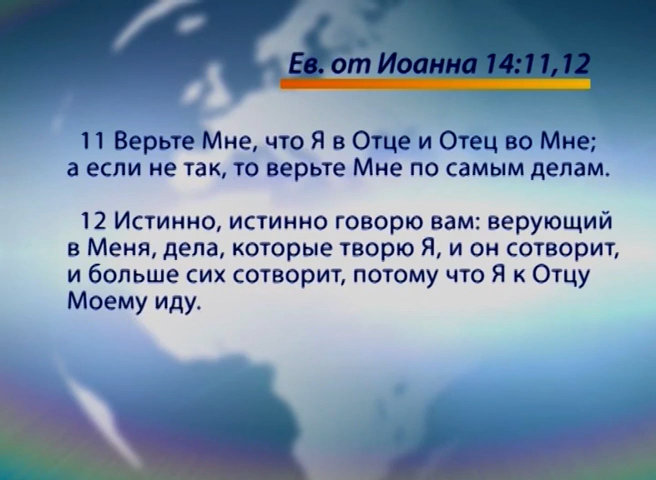 Ев. от Иоанна 14:11,12
11 Верьте Мне, что Я в Отце и Отец во Мне;
а если не так, то верьте Мне по самым делам.
12 Истинно, истинно говорю вам: верующий
в Меня, дела, которые творю Я, и он сотворит,
и больше сих сотворит, потому что Я к Отцу
Моему иду.